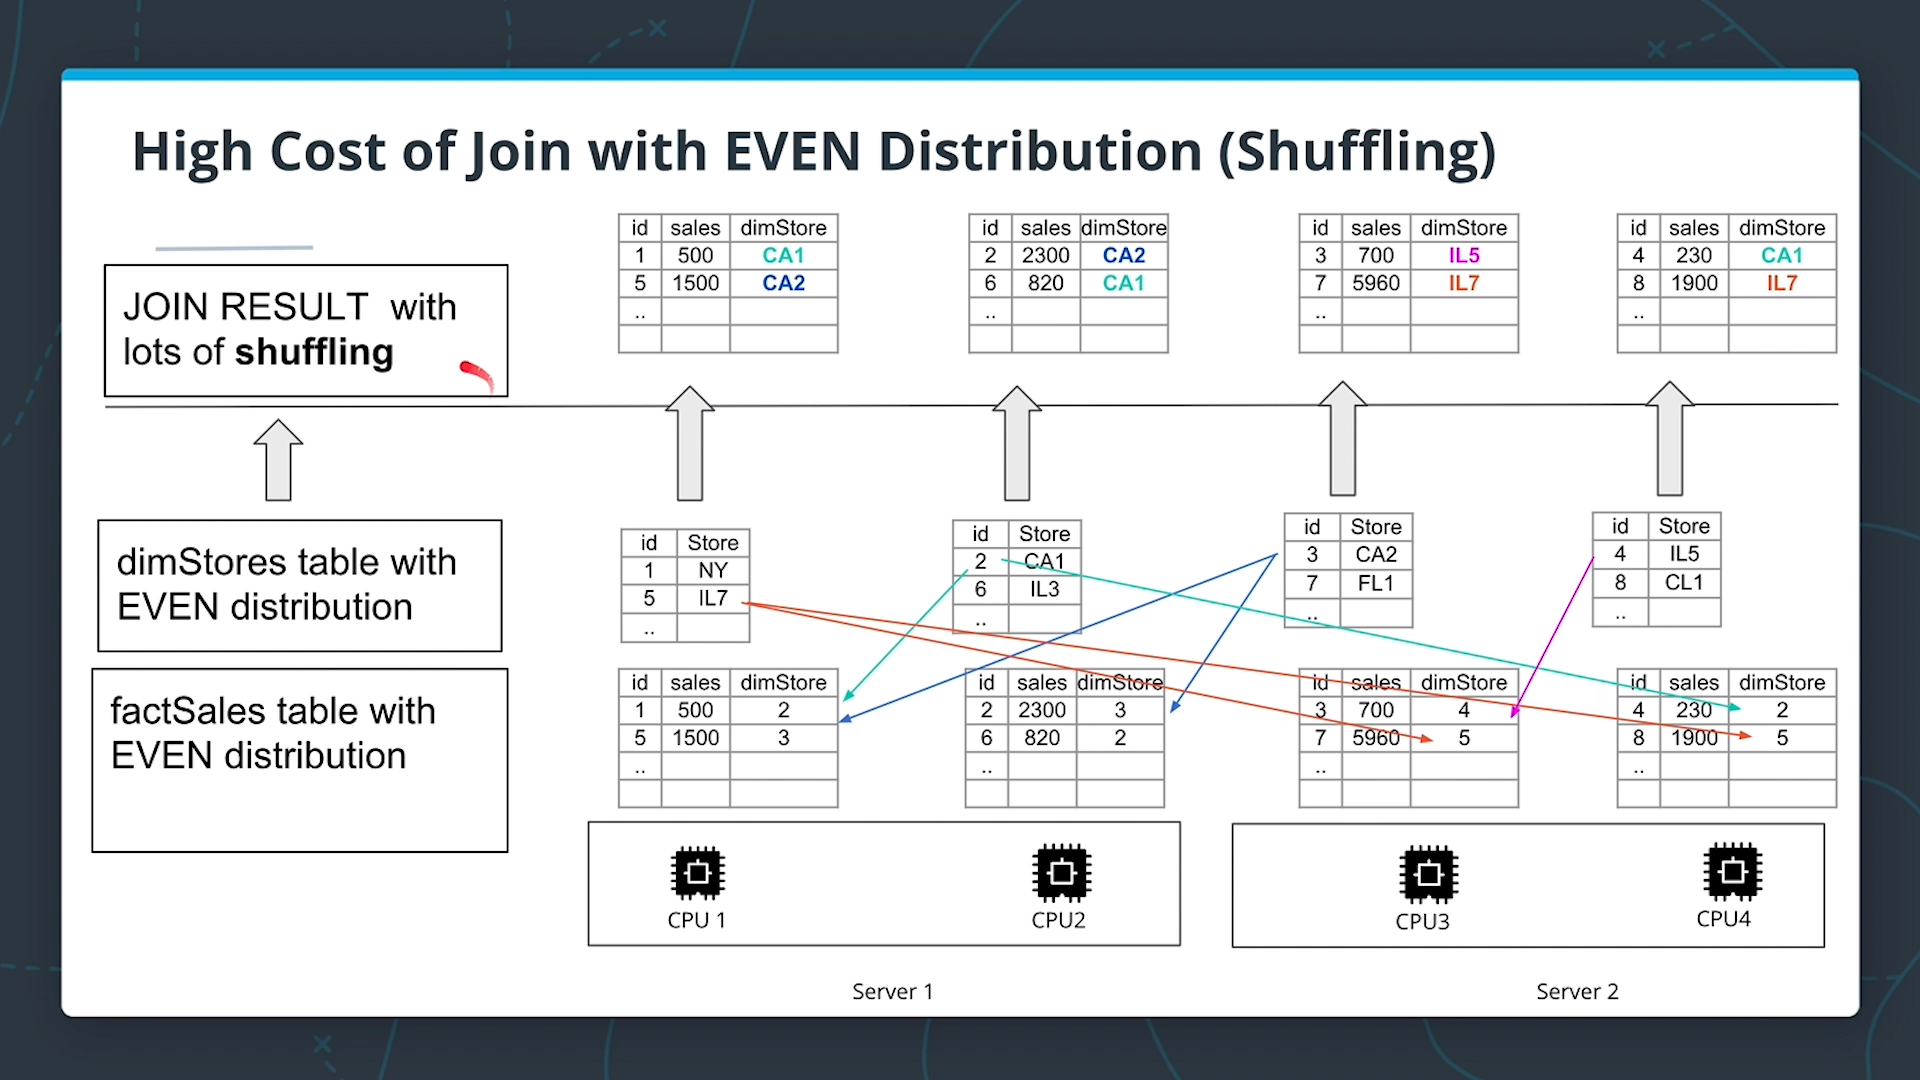 High Cost of Join with EVEN Distribution (Shuffling)
JOIN RESULT with
lots of shuffling
id sales dimStore
1 500 CA1
5 1500 CA2
..
id sales dimStore
2 2300 CA2
6 820 CA1
..
id sales dimStore
3 700 IL5
7 5960 IL7
..
id sales dimStore
4 230 CA1
8 1900 IL7
..
dimStores table with
EVEN distribution
id Store
1 NY
5 IL7
..
id Store
2 CA1
6 IL3
..
id Store
3 CA2
7 FL1
..
id Store
4 IL5
8 CL1
..
factSales table with
EVEN distribution
id sales dimStore
1 500 2
5 1500 3
..
id sales dimStore
2 2300 3
6 820 2
..
id sales dimStore
3 700 4
7 5960 5
..
id sales dimStore
4 230 2
8 1900 5
..
CPU 1
CPU2
CPU3
CPU4
Server 1
Server 2